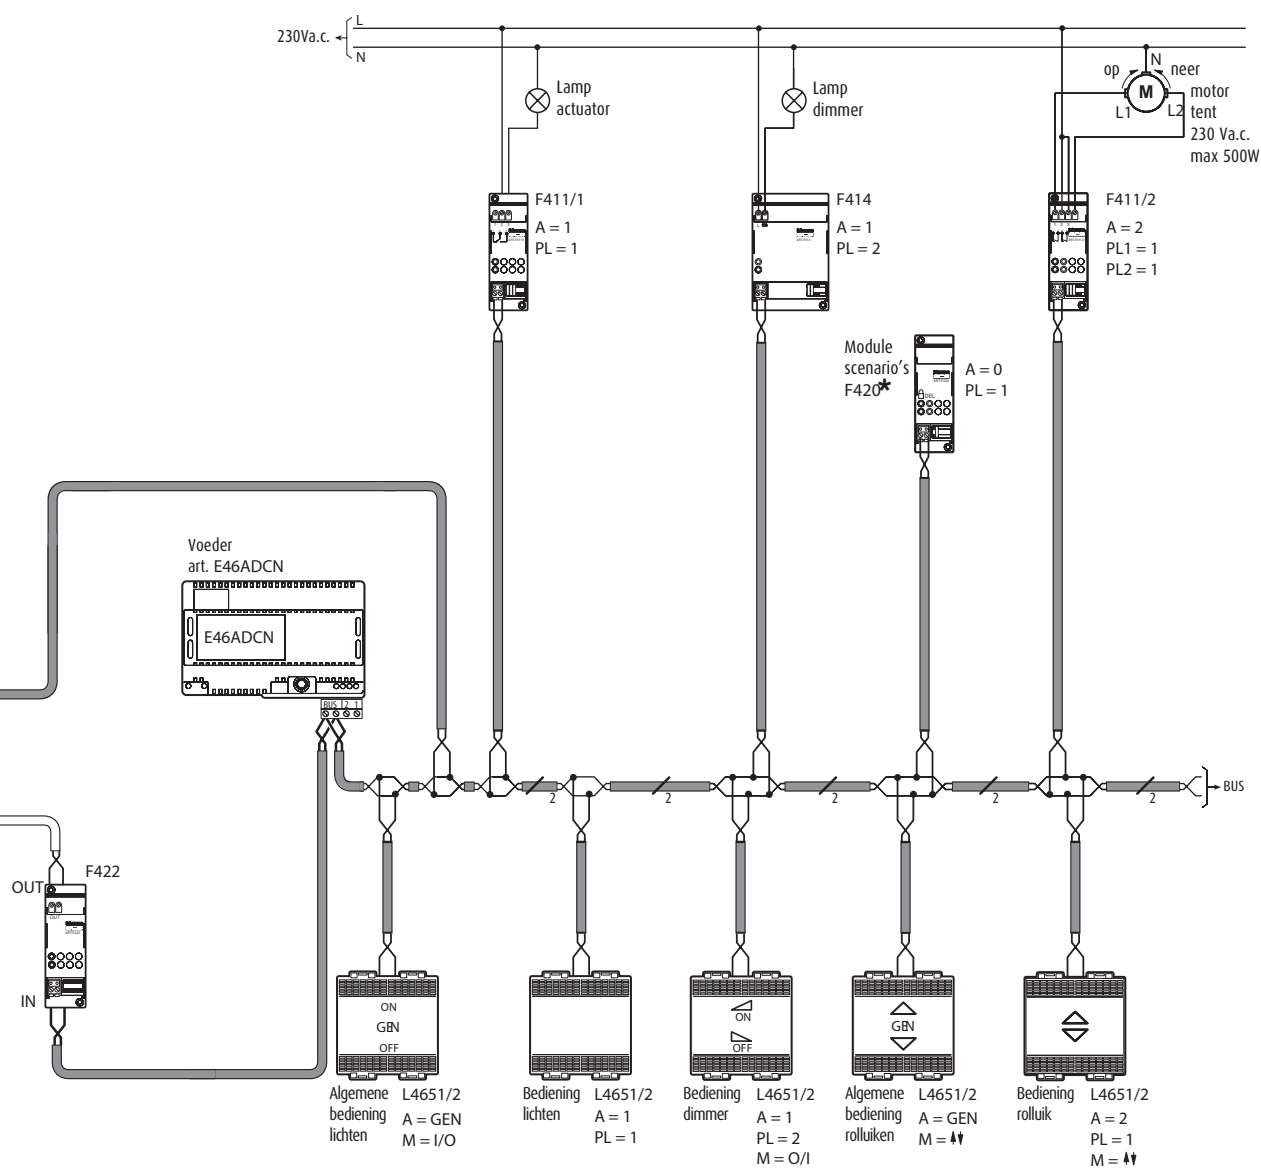 L
230Va.c.
N
Lamp
actuator
Lamp
dimmer
op
N
neer
M
L1
L2
motor
tent
230 Va.c.
max 500W
F411/1
A = 1
PL = 1
F414
A = 1
PL = 2
F411/2
A = 2
PL1 = 1
PL2 = 1
Module
scenario's
F420*
A = 0
PL = 1
DEL
Voeder
art. E46ADCN
E46ADCN
BUS 2 1
2
2
2
2
2
BUS
F422
OUT
OUT
IN
ON
GEN
OFF
ON
OFF
GEN
Algemene
bediening
lichten
L4651/2
A = GEN
M = I/O
Bediening
lichten
L4651/2
A = 1
PL = 1
Bediening
dimmer
L4651/2
A = 1
PL = 2
M = O/I
Algemene
bediening
rolluiken
L4651/2
A = GEN
M =
Bediening
rolluik
L4651/2
A = 2
PL = 1
M =